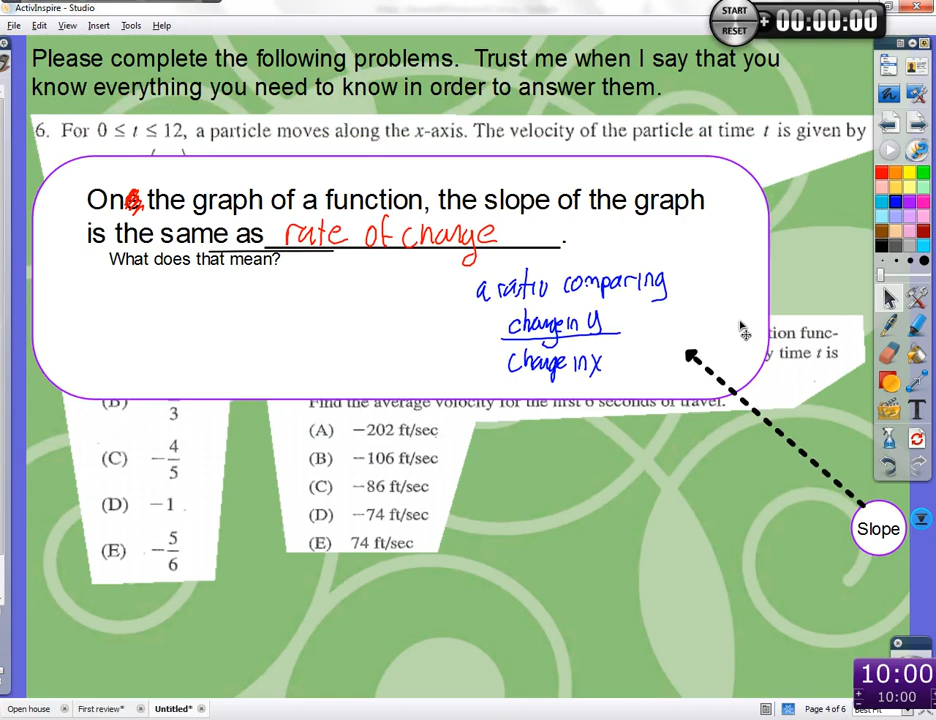 ActivInspire - Studio
File Edit View Insert Tools Help
START
RESET
00:00:00
Please complete the following problems. Trust me when I say that you
know everything you need to know in order to answer them.
6. For 0 ≤ t ≤ 12, a particle moves along the x-axis. The velocity of the particle at time t is given by
On the graph of a function, the slope of the graph
is the same as rate of change.
What does that mean?
a ratio comparing
change in y
change in x
tion func-
y time t is
Find the average velocity for the first 6 seconds of travel.
(B) 3
(C) −4/5
(D) −1
(E) −5/6
(A) −202 ft/sec
(B) −106 ft/sec
(C) −86 ft/sec
(D) −74 ft/sec
(E) 74 ft/sec
Slope
10:00
10:00
Open house First review* Untitled*
Page 4 of 6 Best Fit